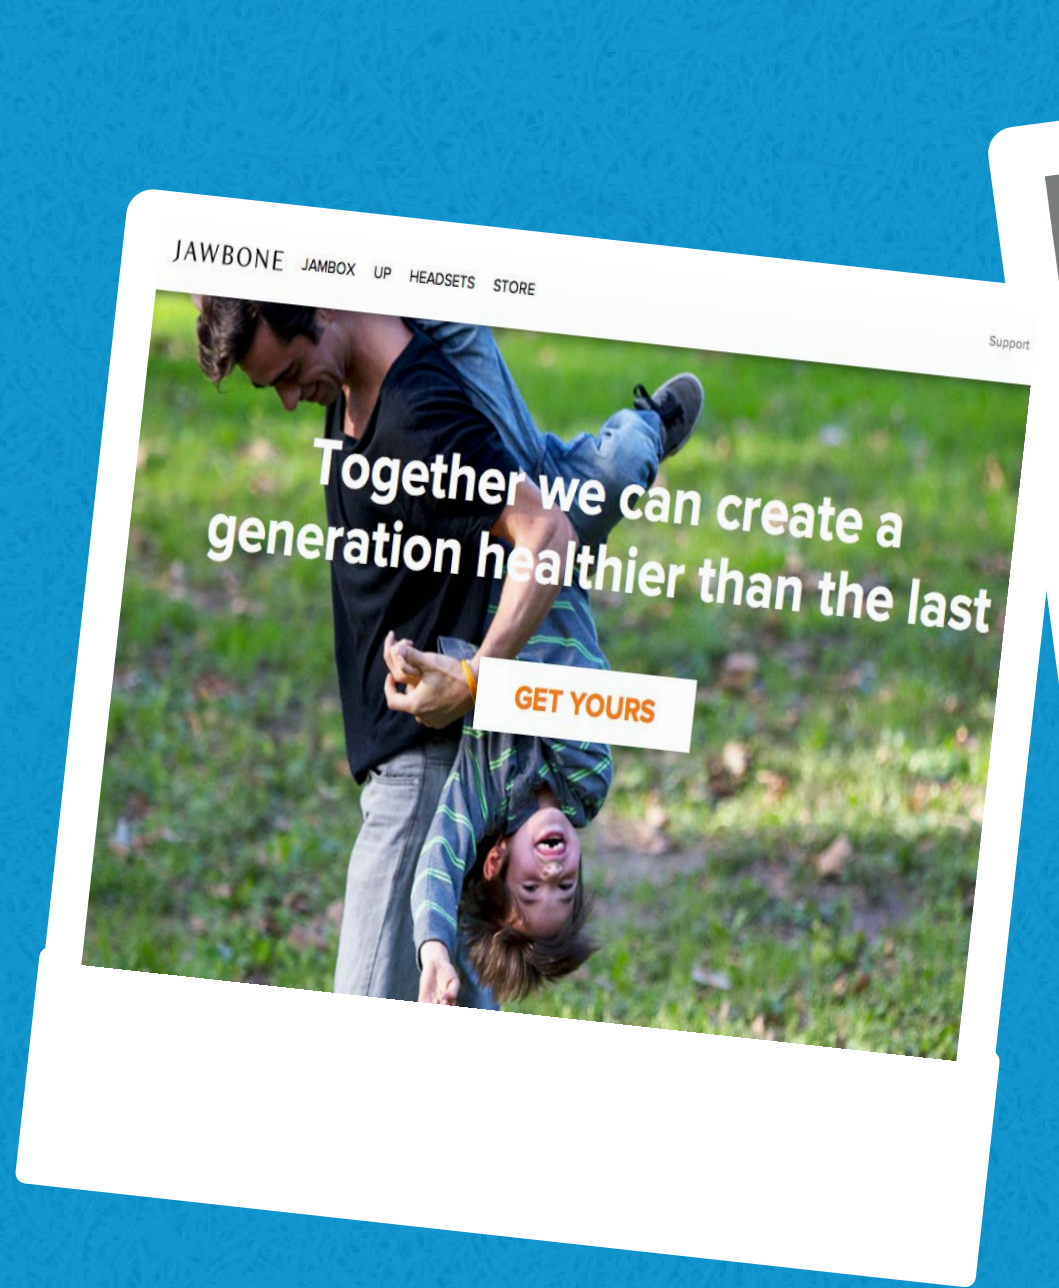 JAWBONE JAMBOX UP HEADSETS STORE
Support
Together we can create a
generation healthier than the last
GET YOURS